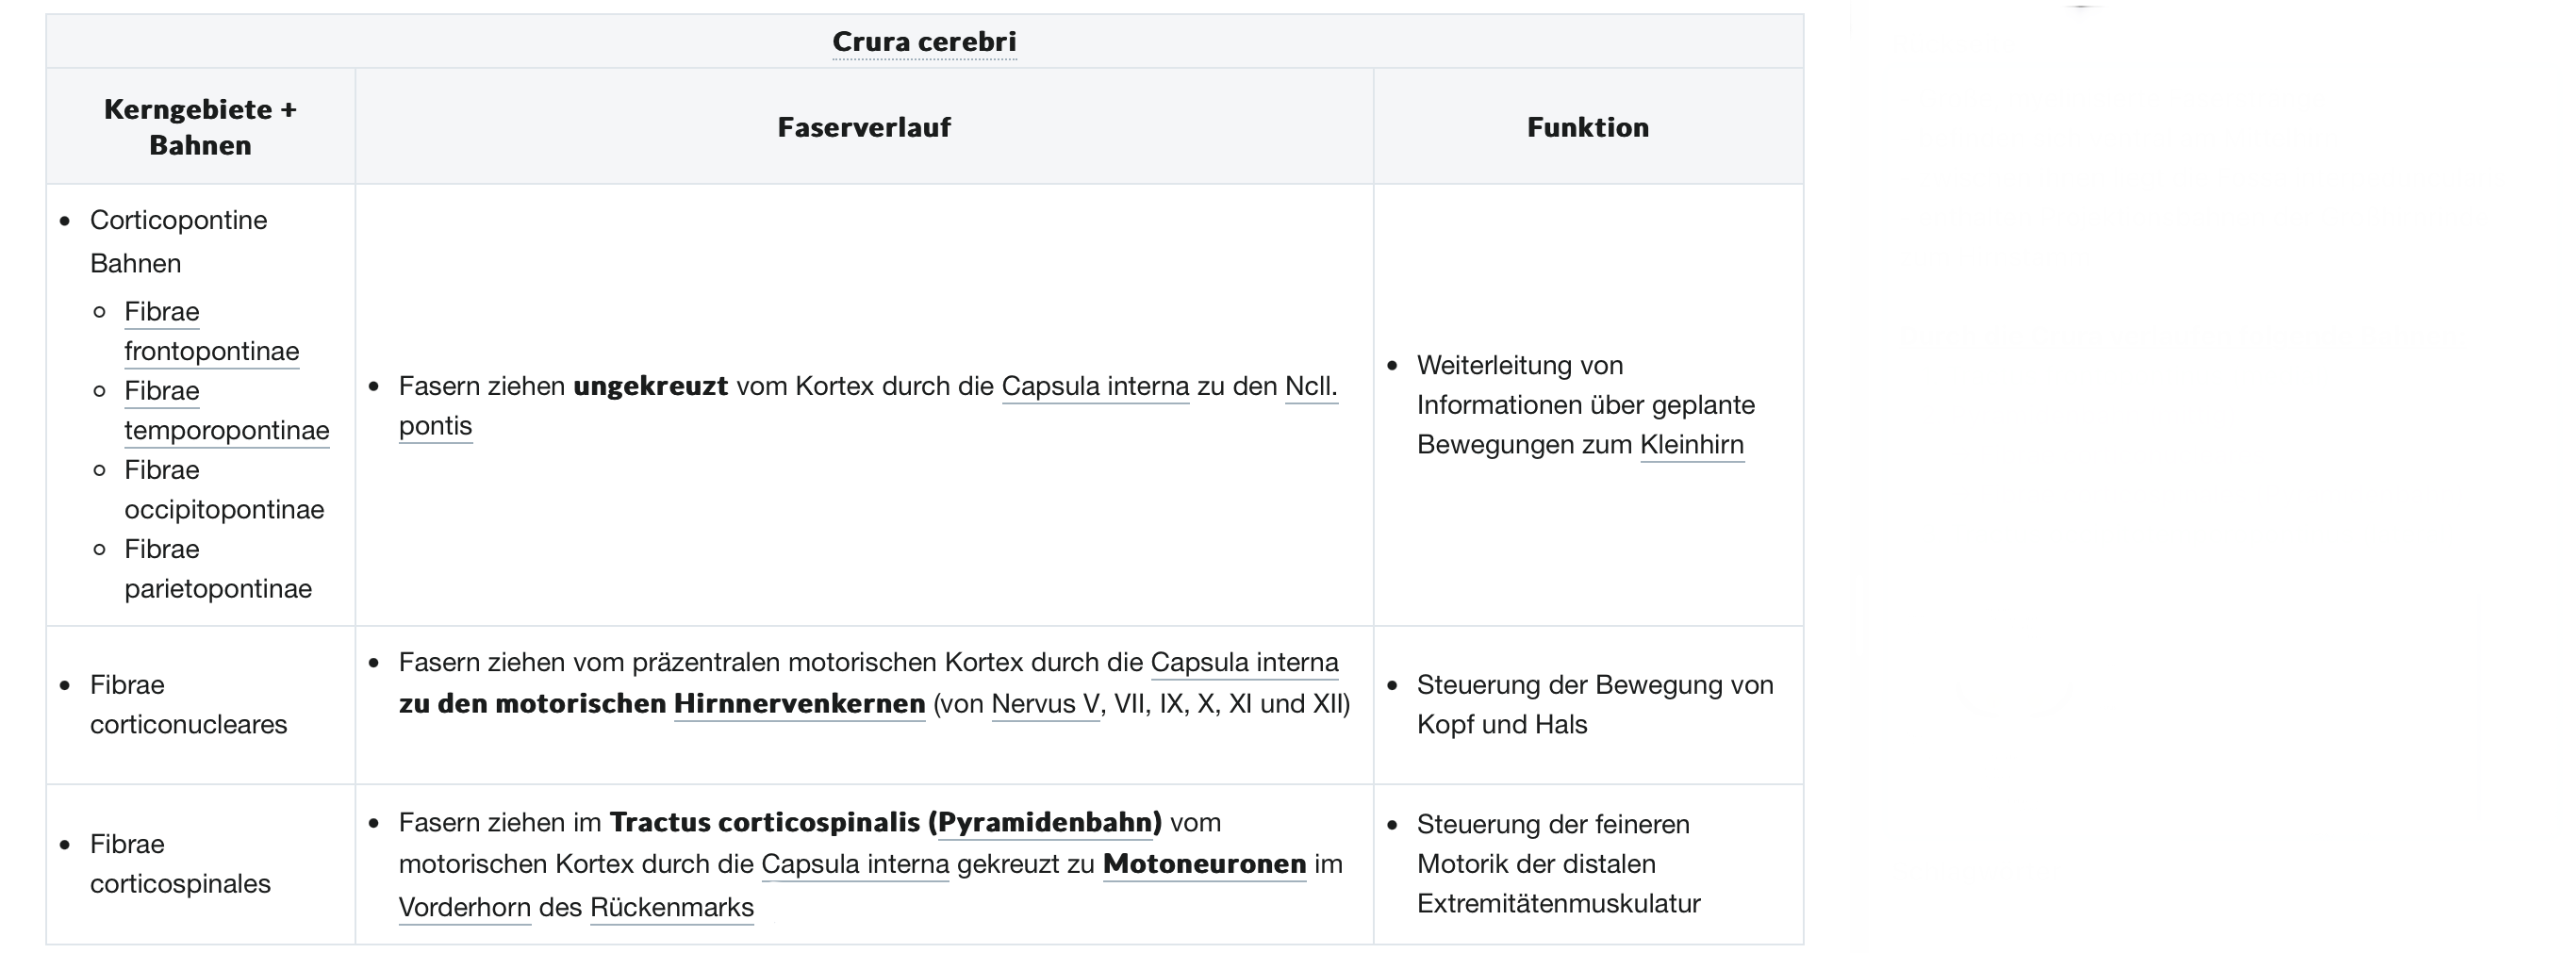 Crura cerebri
Kerngebiete +
Bahnen
Faserverlauf
Funktion
• Corticopontine
Bahnen
◦ Fibrae
frontopontinae
◦ Fibrae
temporopontinae
◦ Fibrae
occipitopontinae
◦ Fibrae
parietopontinae
• Fasern ziehen ungekreuzt vom Kortex durch die Capsula interna zu den Ncll.
pontis
• Weiterleitung von
Informationen über geplante
Bewegungen zum Kleinhirn
• Fibrae
corticonucleares
• Fasern ziehen vom präzentralen motorischen Kortex durch die Capsula interna
zu den motorischen Hirnnervenkernen (von Nervus V, VII, IX, X, XI und XII)
• Steuerung der Bewegung von
Kopf und Hals
• Fibrae
corticospinales
• Fasern ziehen im Tractus corticospinalis (Pyramidenbahn) vom
motorischen Kortex durch die Capsula interna gekreuzt zu Motoneuronen im
Vorderhorn des Rückenmarks
• Steuerung der feineren
Motorik der distalen
Extremitätenmuskulatur